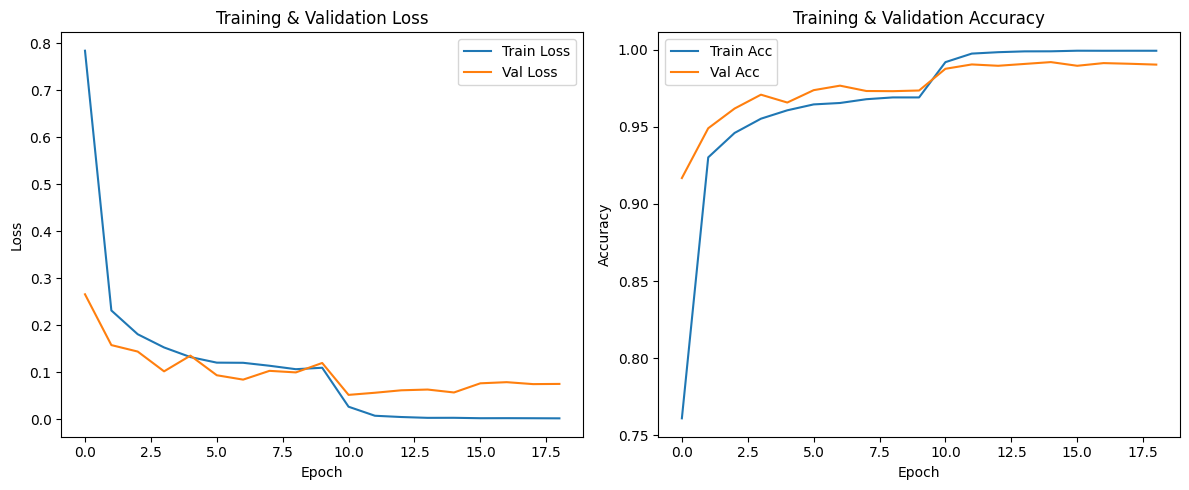 Training & Validation Loss
Train Loss
Val Loss
Loss
0.8
0.7
0.6
0.5
0.4
0.3
0.2
0.1
0.0
0.0 2.5 5.0 7.5 10.0 12.5 15.0 17.5
Epoch
Training & Validation Accuracy
Train Acc
Val Acc
Accuracy
1.00
0.95
0.90
0.85
0.80
0.75
0.0 2.5 5.0 7.5 10.0 12.5 15.0 17.5
Epoch